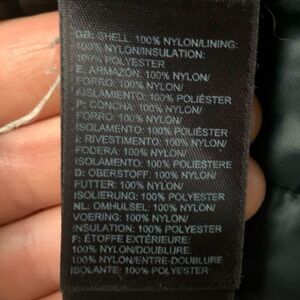 GB: SHELL: 100% NYLON/LINING:
100% NYLON/INSULATION:
100% POLYESTER
E. ARMAZÓN: 100% NYLON/
FORRO: 100% NYLON/
AISLAMIENTO: 100% POLIÉSTER
P: CONCHA: 100% NYLON/
FORRO: 100% NYLON/
ISOLAMENTO: 100% POLIÉSTER
I: RIVESTIMENTO: 100% NYLON/
FODERA: 100% NYLON/
ISOLAMENTO: 100% POLIESTERE
D: OBERSTOFF: 100% NYLON/
FUTTER: 100% NYLON/
ISOLIERUNG: 100% POLYESTER
NL: OMHULSEL: 100% NYLON/
VOERING: 100% NYLON/
INSULATION: 100% POLYESTER
F: ÉTOFFE EXTÉRIEURE:
100% NYLON/DOUBLURE:
100% NYLON/ENTRE-DOUBLURE
ISOLANTE: 100% POLYESTER